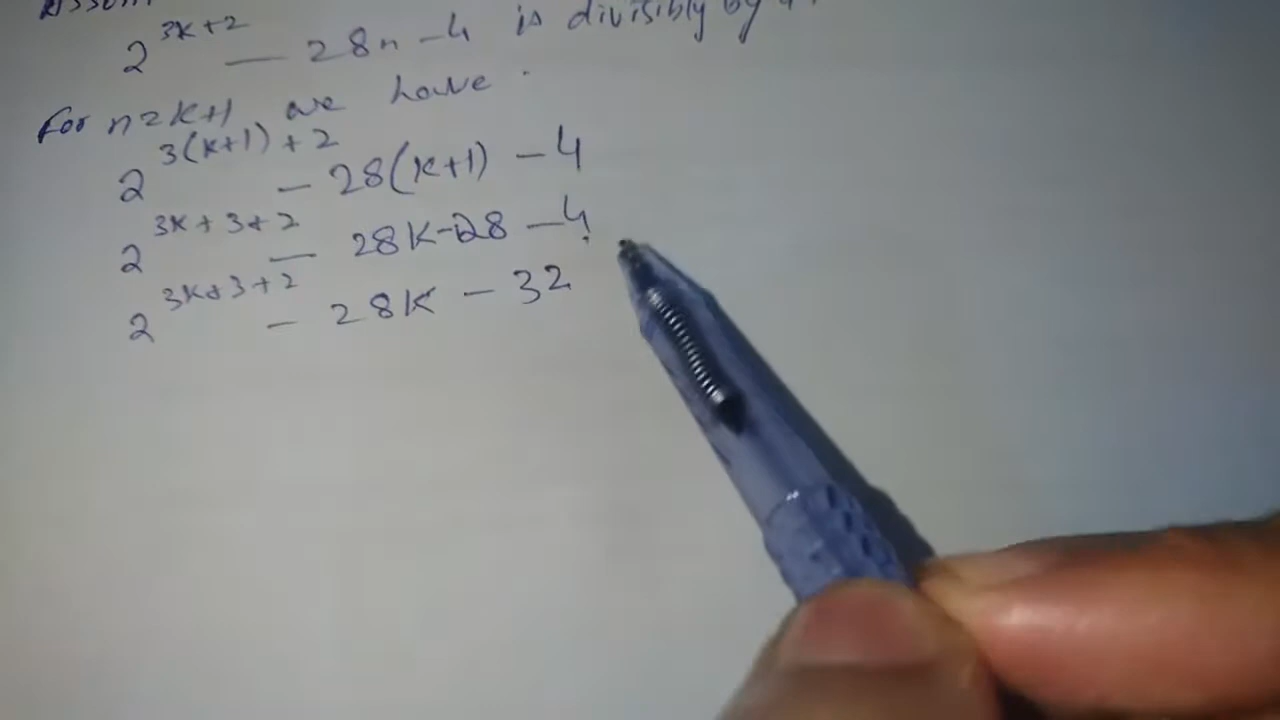 2^{3k+2} - 28n - 4 is divisibly by
For n = k+1 we have
2^{3(k+1)+2} - 28(k+1) - 4
2^{3k+3+2} - 28k-28 - 4
2^{3k+3+2} - 28k - 32